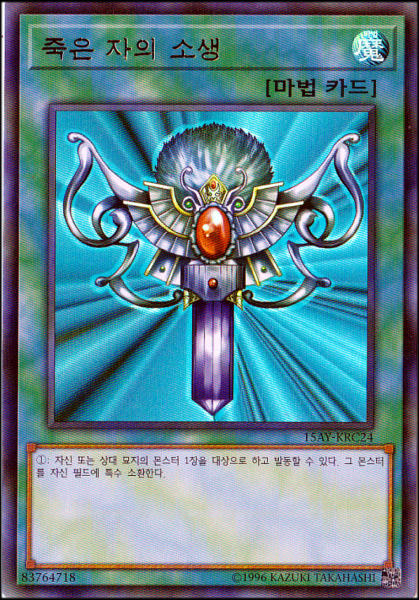 죽은 자의 소생
마법
魔
[마법 카드]
15AY-KRC24
①: 자신 또는 상대 묘지의 몬스터 1장을 대상으로 하고 발동할 수 있다. 그 몬스터
를 자신 필드에 특수 소환한다.
83764718
©1996 KAZUKI TAKAHASHI